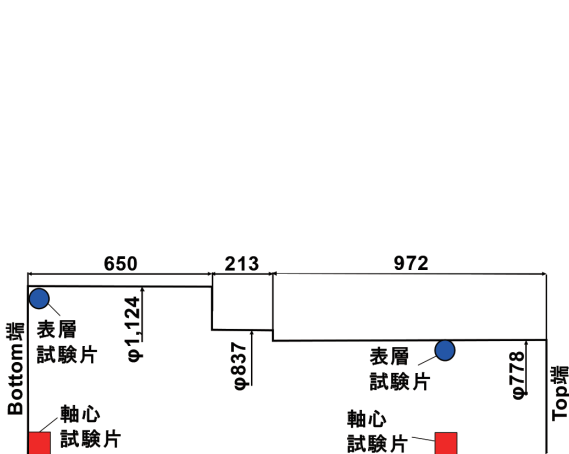 650
213
972
Bottom端
表層
試験片
φ1,124
φ837
表層
試験片
φ778
Top端
軸心
試験片
軸心
試験片